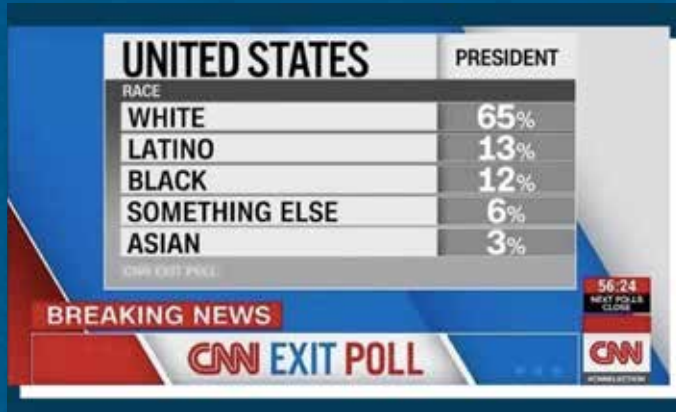 UNITED STATES PRESIDENT
RACE
WHITE 65%
LATINO 13%
BLACK 12%
SOMETHING ELSE 6%
ASIAN 3%
CNN EXIT POLL
56:24
NEXT POLLS
CLOSE
BREAKING NEWS
CNN EXIT POLL
CNN
#CNNELECTION